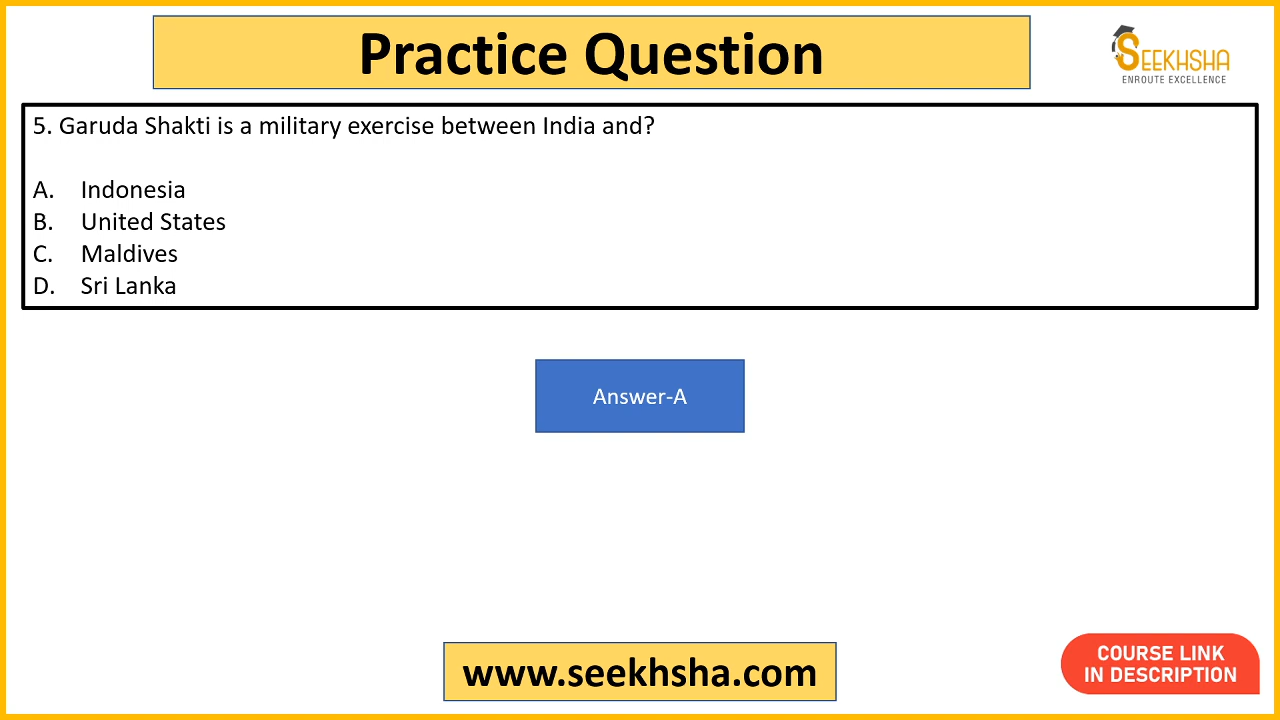 Practice Question
SEEKHSHA
ENROUTE EXCELLENCE
5. Garuda Shakti is a military exercise between India and?
A. Indonesia
B. United States
C. Maldives
D. Sri Lanka
Answer-A
www.seekhsha.com
COURSE LINK
IN DESCRIPTION